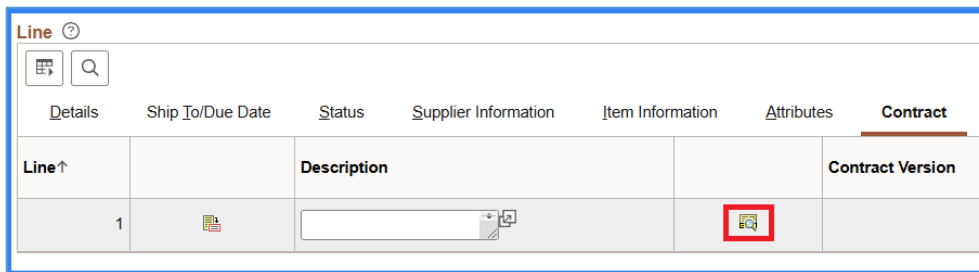 Line ?
Details Ship To/Due Date Status Supplier Information Item Information Attributes Contract
Line↑ Description Contract Version
1